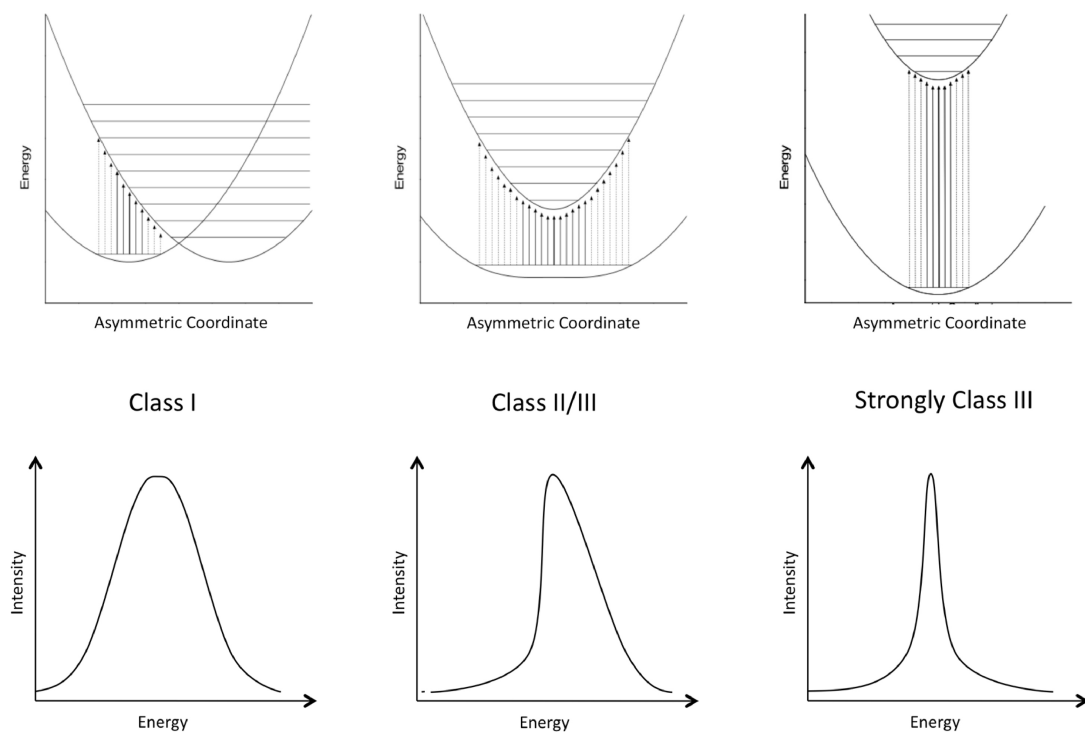 Energy
Asymmetric Coordinate
Energy
Asymmetric Coordinate
Energy
Asymmetric Coordinate
Class I
Class II/III
Strongly Class III
Intensity
Energy
Intensity
Energy
Intensity
Energy